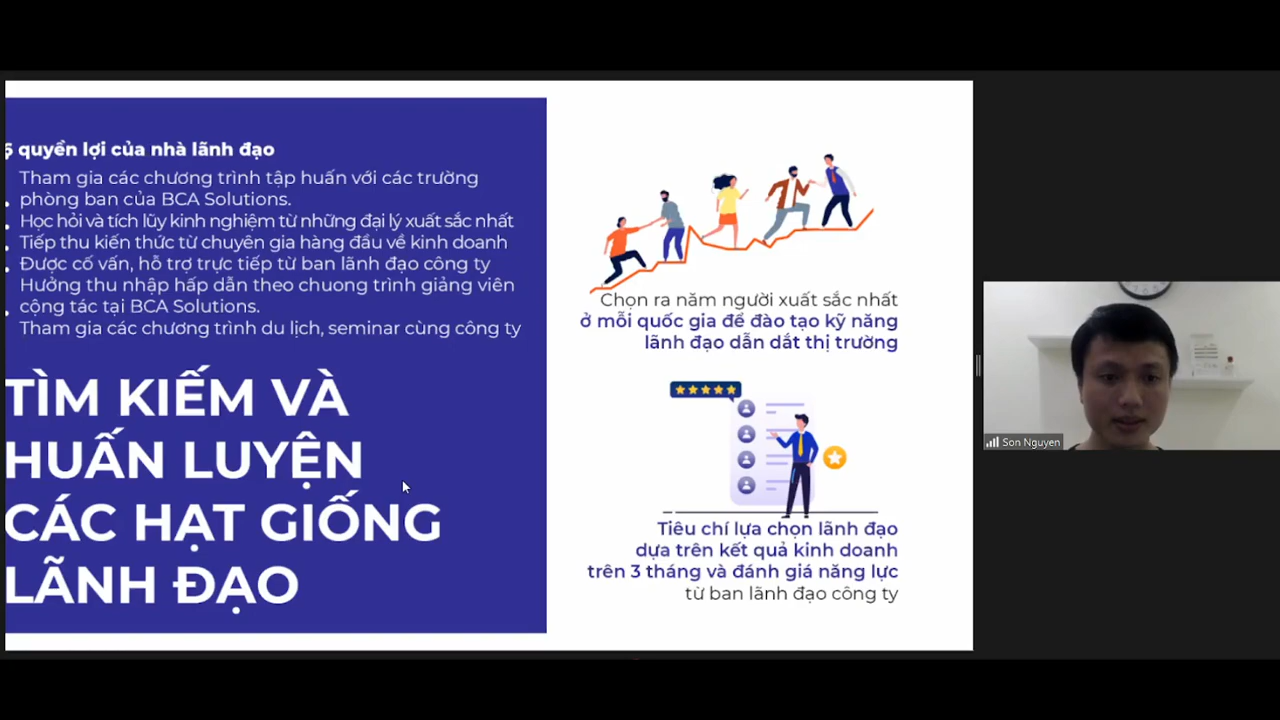 6 quyền lợi của nhà lãnh đạo
Tham gia các chương trình tập huấn với các trường
phòng ban của BCA Solutions.
Học hỏi và tích lũy kinh nghiệm từ những đại lý xuất sắc nhất
Tiếp thu kiến thức từ chuyên gia hàng đầu về kinh doanh
Được cố vấn, hỗ trợ trực tiếp từ ban lãnh đạo công ty
Hưởng thu nhập hấp dẫn theo chuong trình giảng viên
cộng tác tại BCA Solutions.
Tham gia các chương trình du lịch, seminar cùng công ty
TÌM KIẾM VÀ
HUẤN LUYỆN
CÁC HẠT GIỐNG
LÃNH ĐẠO
Chọn ra năm người xuất sắc nhất
ở mỗi quốc gia để đào tạo kỹ năng
lãnh đạo dẫn dắt thị trường
Tiêu chí lựa chọn lãnh đạo
dựa trên kết quả kinh doanh
trên 3 tháng và đánh giá năng lực
từ ban lãnh đạo công ty
Son Nguyen